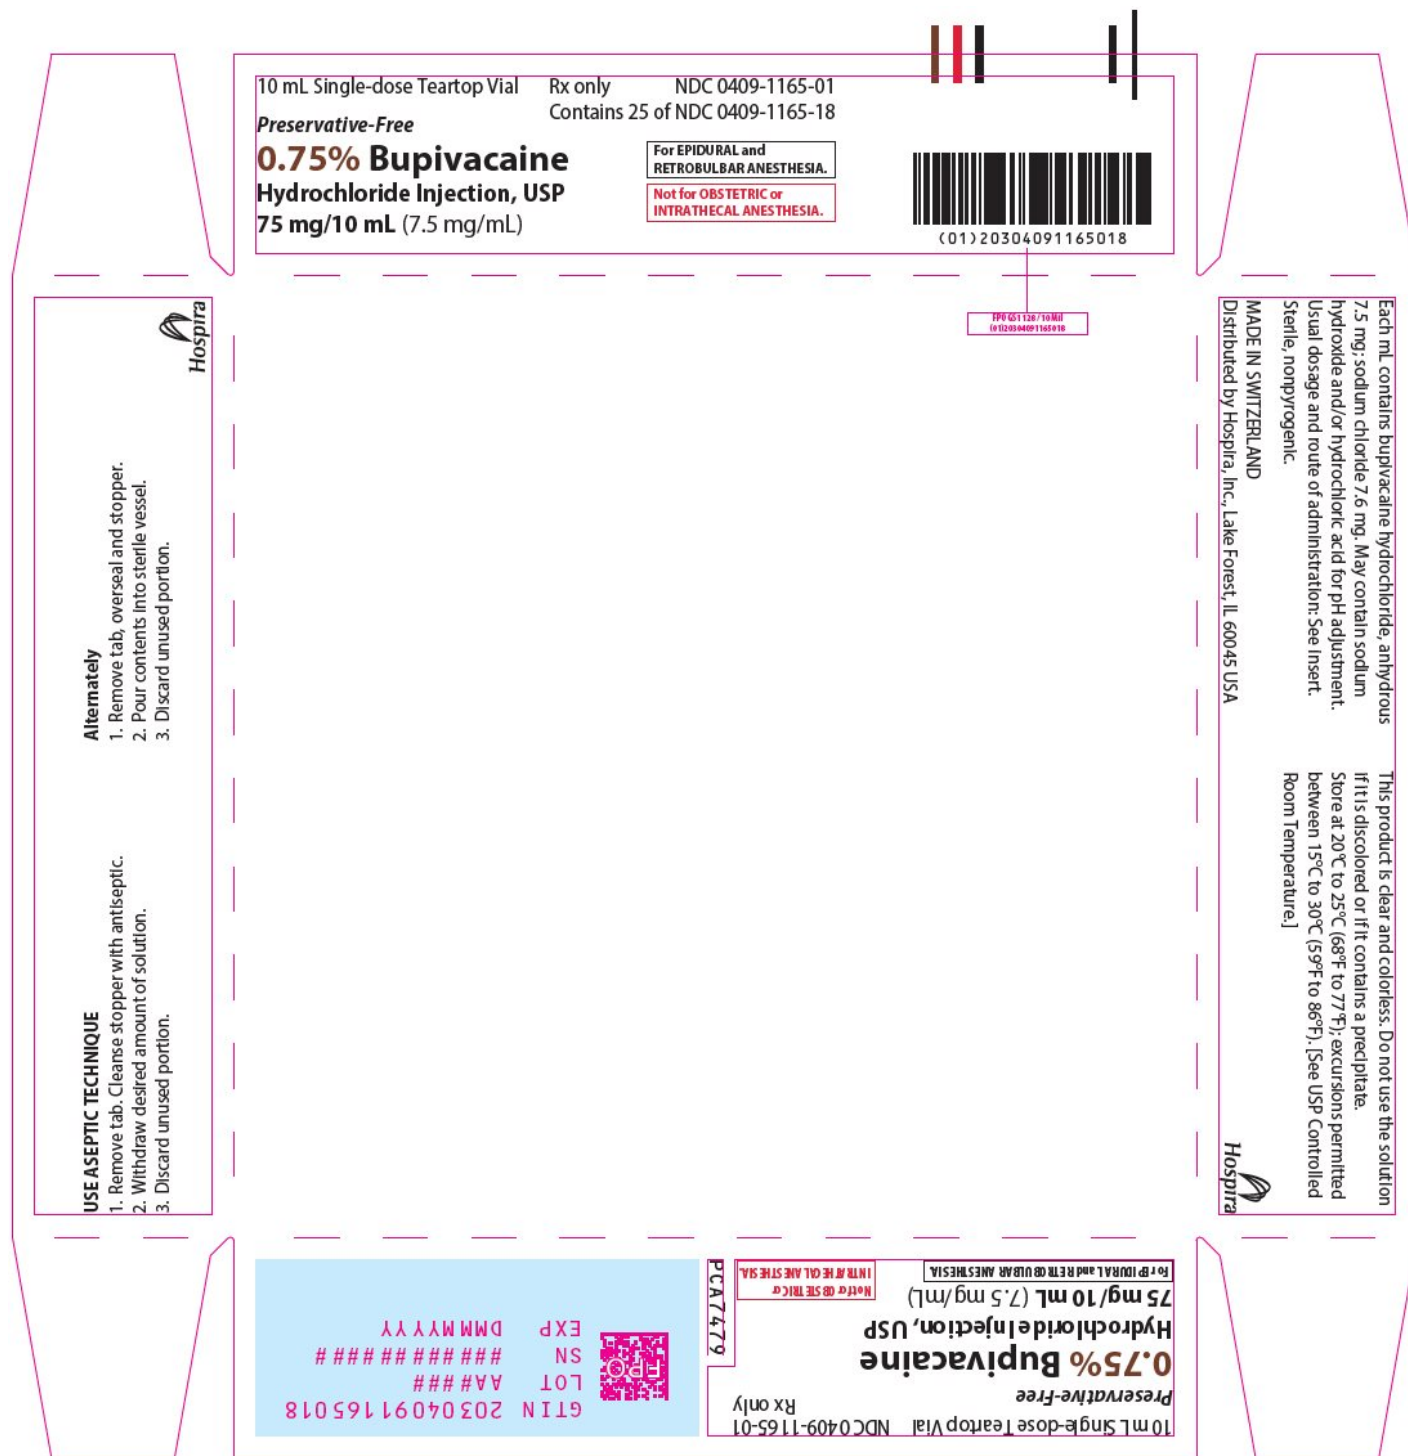 10 mL Single-dose Teartop Vial
Rx only
NDC 0409-1165-01
Contains 25 of NDC 0409-1165-18
Preservative-Free
0.75% Bupivacaine
Hydrochloride Injection, USP
75 mg/10 mL (7.5 mg/mL)
For EPIDURAL and
RETROBULBAR ANESTHESIA.
Not for OBSTETRIC or
INTRATHECAL ANESTHESIA.
(01)20304091165018
FPO GS1 128 / 10 Mil
(01)20304091165018
Hospira
Alternately
1. Remove tab, overseal and stopper.
2. Pour contents into sterile vessel.
3. Discard unused portion.
USE ASEPTIC TECHNIQUE
1. Remove tab. Cleanse stopper with antiseptic.
2. Withdraw desired amount of solution.
3. Discard unused portion.
Each mL contains bupivacaine hydrochloride, anhydrous
7.5 mg; sodium chloride 7.6 mg. May contain sodium
hydroxide and/or hydrochloric acid for pH adjustment.
Usual dosage and route of administration: See insert.
Sterile, nonpyrogenic.
MADE IN SWITZERLAND
Distributed by Hospira, Inc., Lake Forest, IL 60045 USA
This product is clear and colorless. Do not use the solution
if it is discolored or if it contains a precipitate.
Store at 20°C to 25°C (68°F to 77°F); excursions permitted
between 15°C to 30°C (59°F to 86°F). [See USP Controlled
Room Temperature.]
Hospira
10 mL Single-dose Teartop Vial
NDC 0409-1165-01
Rx only
Preservative-Free
0.75% Bupivacaine
Hydrochloride Injection, USP
75 mg/10 mL (7.5 mg/mL)
For EPIDURAL and RETROBULBAR ANESTHESIA.
Not for OBSTETRIC or
INTRATHECAL ANESTHESIA.
PCA7479
GTIN 20304091165018
LOT AA####
SN ############
EXP DMMMYYYY
FPO